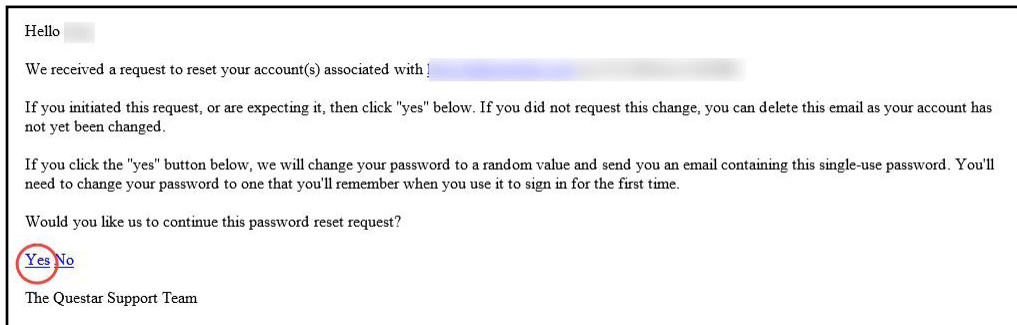 Hello
We received a request to reset your account(s) associated with
If you initiated this request, or are expecting it, then click "yes" below. If you did not request this change, you can delete this email as your account has
not yet been changed.
If you click the "yes" button below, we will change your password to a random value and send you an email containing this single-use password. You'll
need to change your password to one that you'll remember when you use it to sign in for the first time.
Would you like us to continue this password reset request?
Yes No
The Questar Support Team